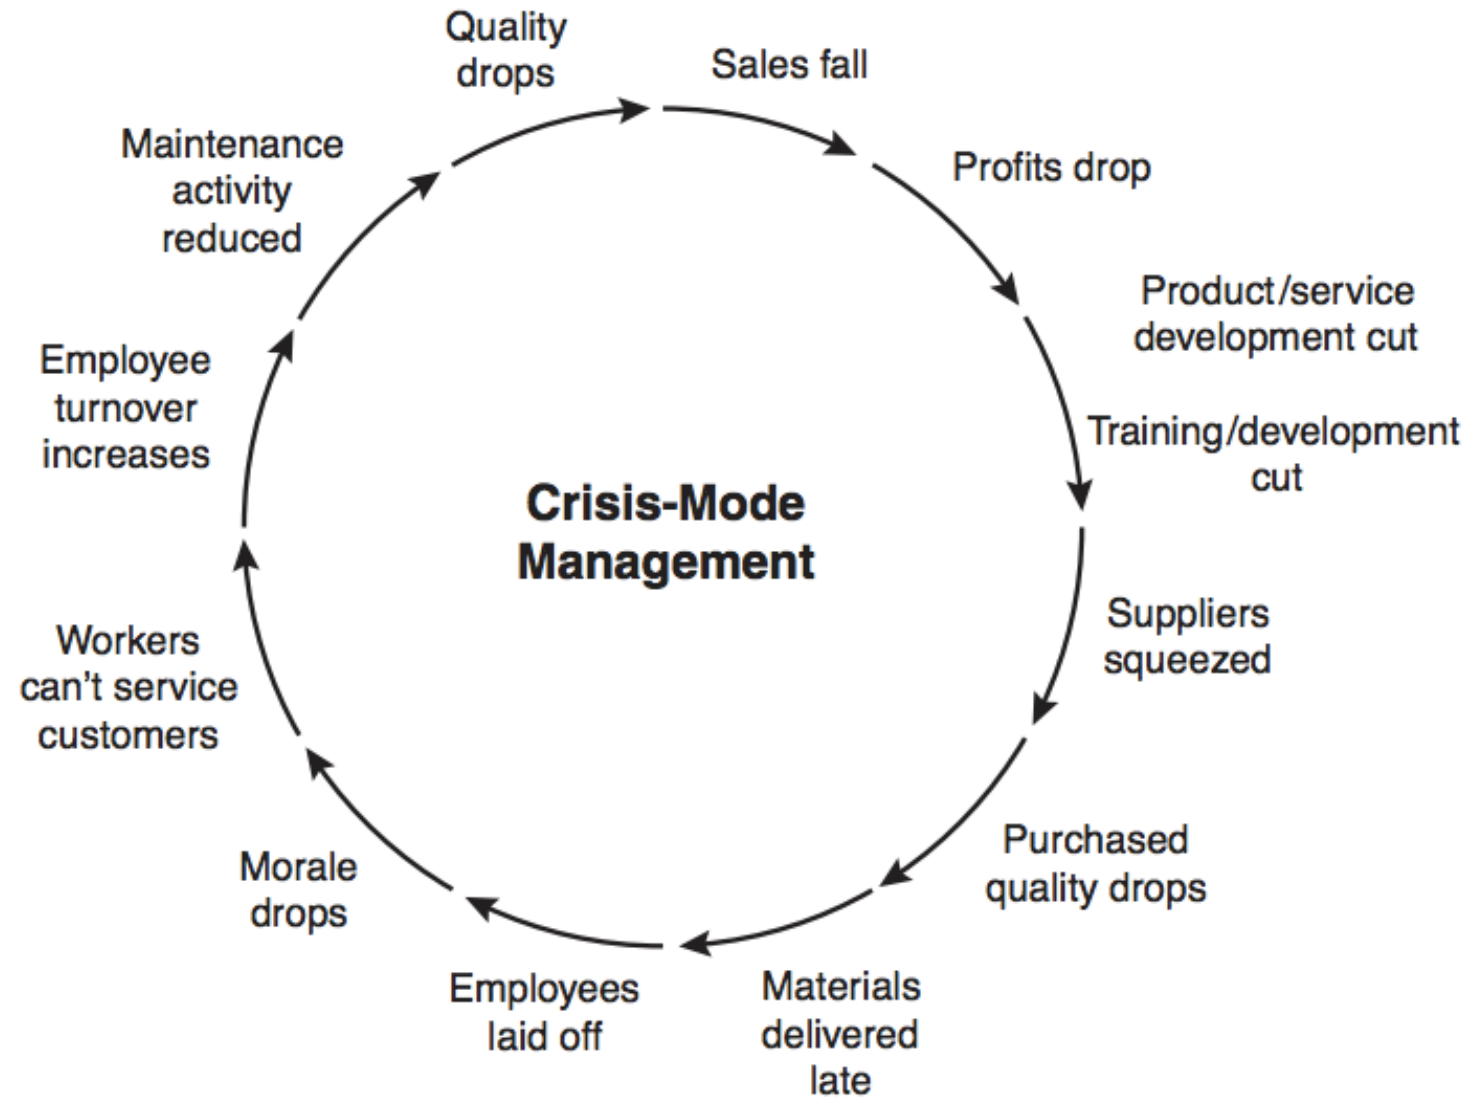 Quality
drops
Sales fall
Profits drop
Product/service
development cut
Training/development
cut
Suppliers
squeezed
Purchased
quality drops
Materials
delivered
late
Employees
laid off
Morale
drops
Workers
can't service
customers
Employee
turnover
increases
Maintenance
activity
reduced
Crisis-Mode
Management